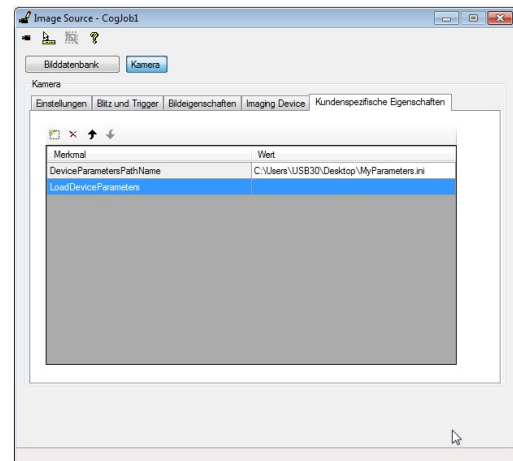 Image Source - CogJob1
Bilddatenbank Kamera
Kamera
Einstellungen Blitz und Trigger Bildeigenschaften Imaging Device Kundenspezifische Eigenschaften
Merkmal Wert
DeviceParametersPathName C:\Users\USB30\Desktop\MyParameters.ini
LoadDeviceParameters